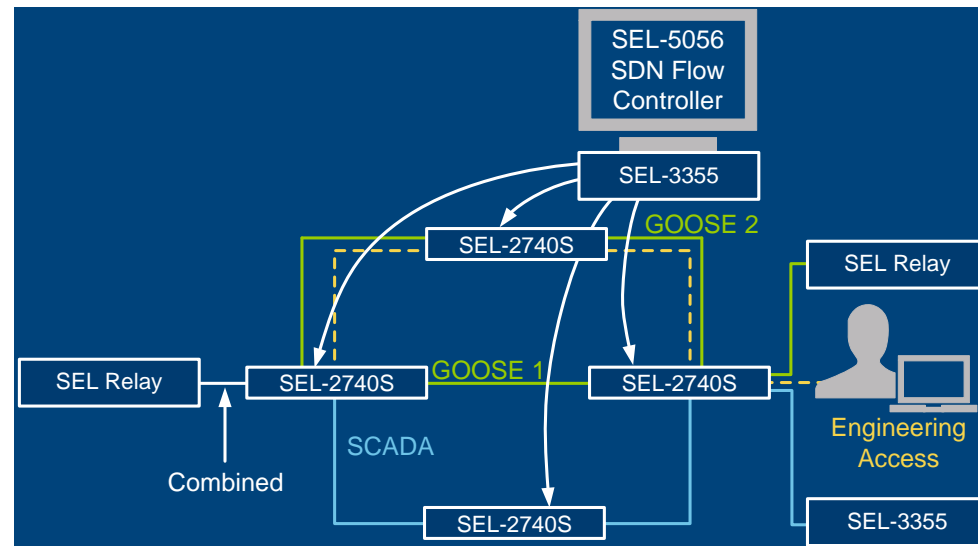 SEL-5056
SDN Flow
Controller
SEL-3355
GOOSE 2
SEL-2740S
SEL Relay
SEL Relay
SEL-2740S
GOOSE 1
SEL-2740S
Engineering
Access
SCADA
Combined
SEL-2740S
SEL-3355